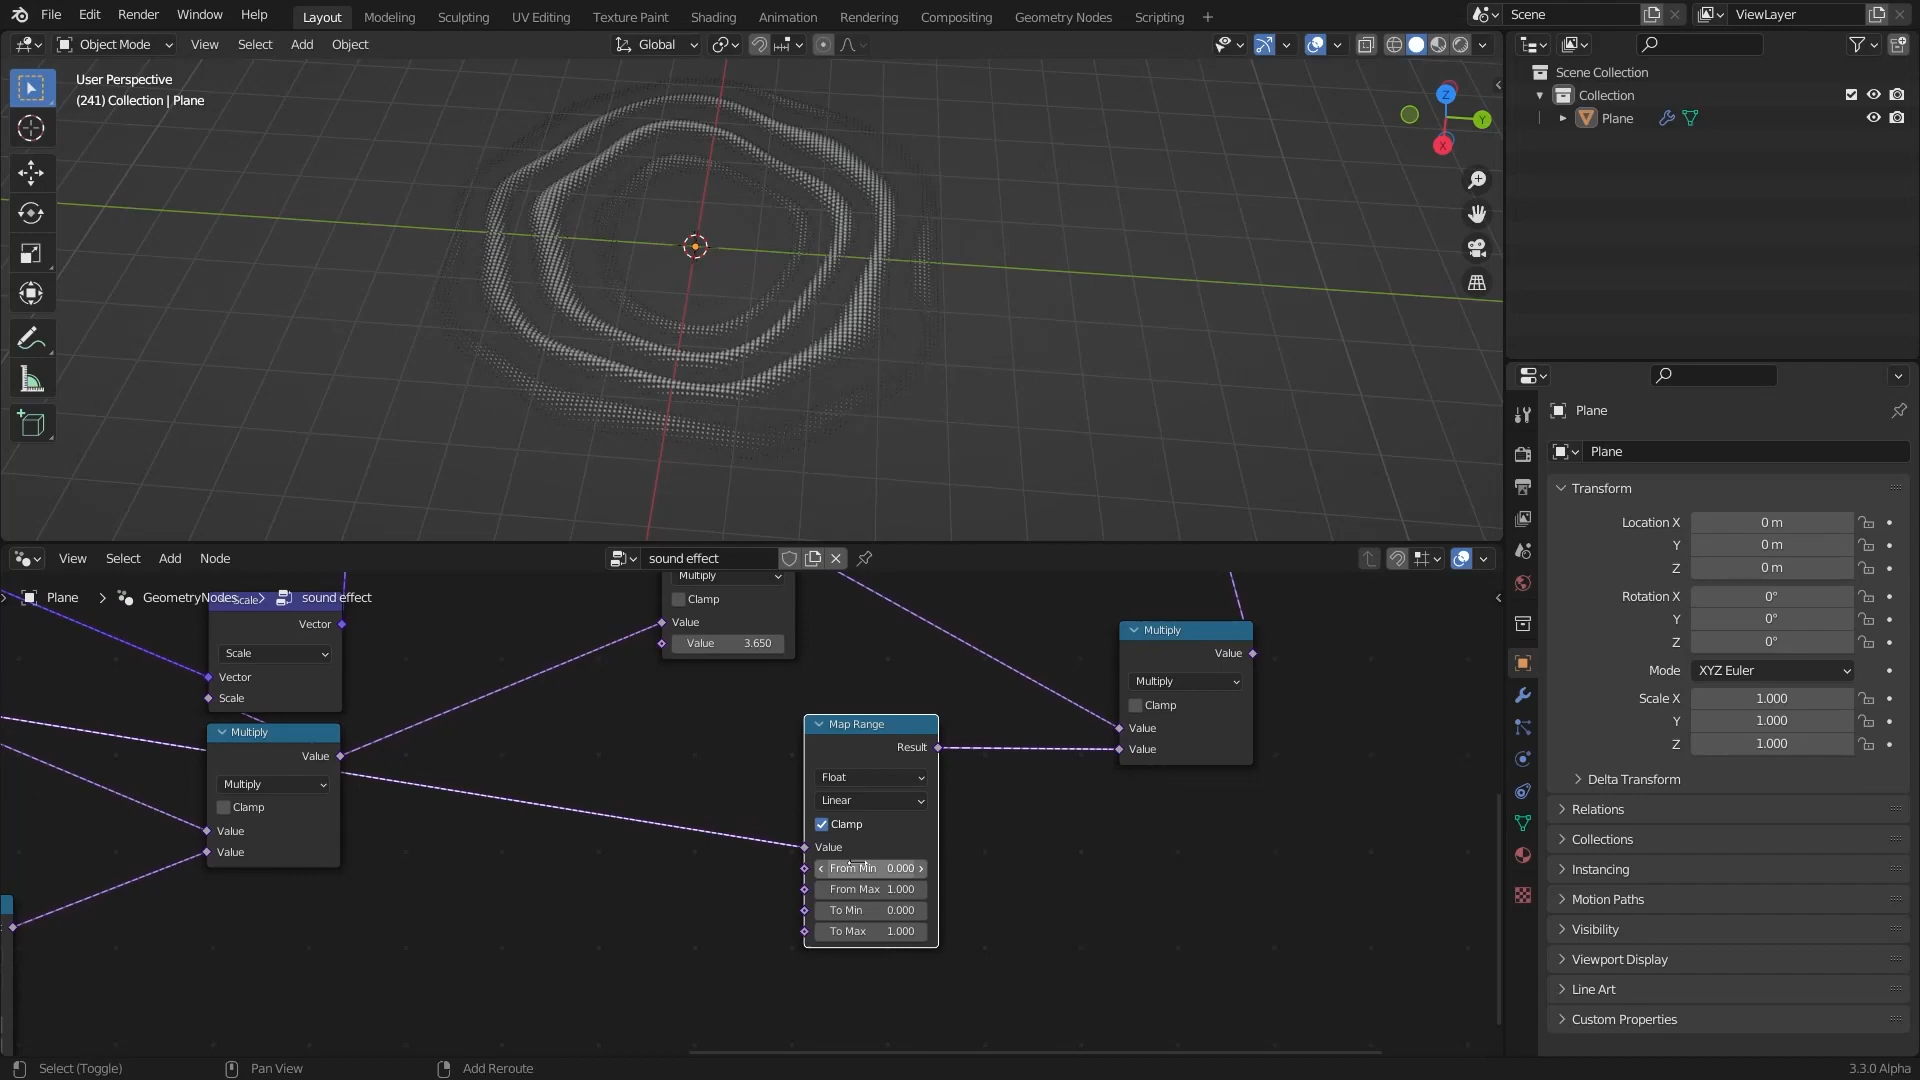 File Edit Render Window Help Layout Modeling Sculpting UV Editing Texture Paint Shading Animation Rendering Compositing Geometry Nodes Scripting + Scene ViewLayer
Object Mode View Select Add Object Global
User Perspective
(241) Collection | Plane
Z
Y
X
Scene Collection
Collection
Plane
Plane
Plane
Transform
Location X 0 m
Y 0 m
Z 0 m
Rotation X 0°
Y 0°
Z 0°
Mode XYZ Euler
Scale X 1.000
Y 1.000
Z 1.000
Delta Transform
Relations
Collections
Instancing
Motion Paths
Visibility
Viewport Display
Line Art
Custom Properties
View Select Add Node sound effect
Plane > GeometryNodes > sound effect
Scale
Vector
Scale
Vector
Scale
Multiply
Value
Multiply
Clamp
Value
Value
Multiply
Clamp
Value
Value 3.650
Map Range
Result
Float
Linear
Clamp
Value
From Min 0.000
From Max 1.000
To Min 0.000
To Max 1.000
Multiply
Value
Multiply
Clamp
Value
Value
Select (Toggle) Pan View Add Reroute 3.3.0 Alpha